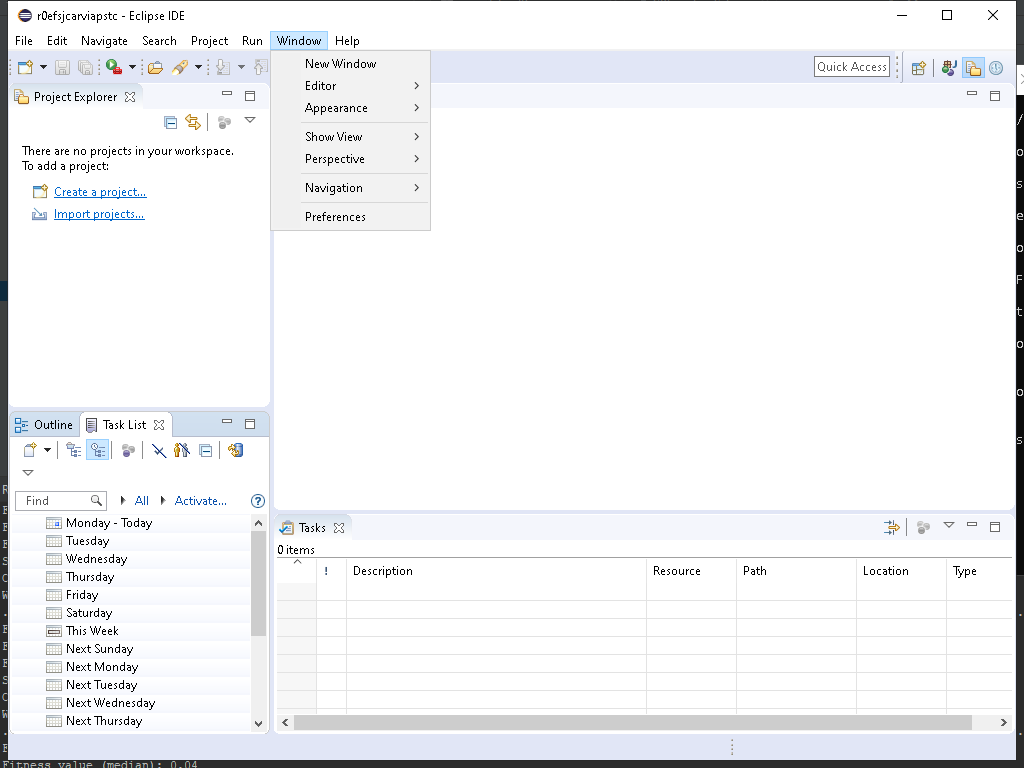 r0efsjcarviapstc - Eclipse IDE
File Edit Navigate Search Project Run Window Help
Quick Access
New Window
Editor
Appearance
Show View
Perspective
Navigation
Preferences
Project Explorer
There are no projects in your workspace.
To add a project:
Create a project...
Import projects...
Outline Task List
Find All Activate...
Monday - Today
Tuesday
Wednesday
Thursday
Friday
Saturday
This Week
Next Sunday
Next Monday
Next Tuesday
Next Wednesday
Next Thursday
Tasks
0 items
! Description Resource Path Location Type
Fitness value (median): 0.04